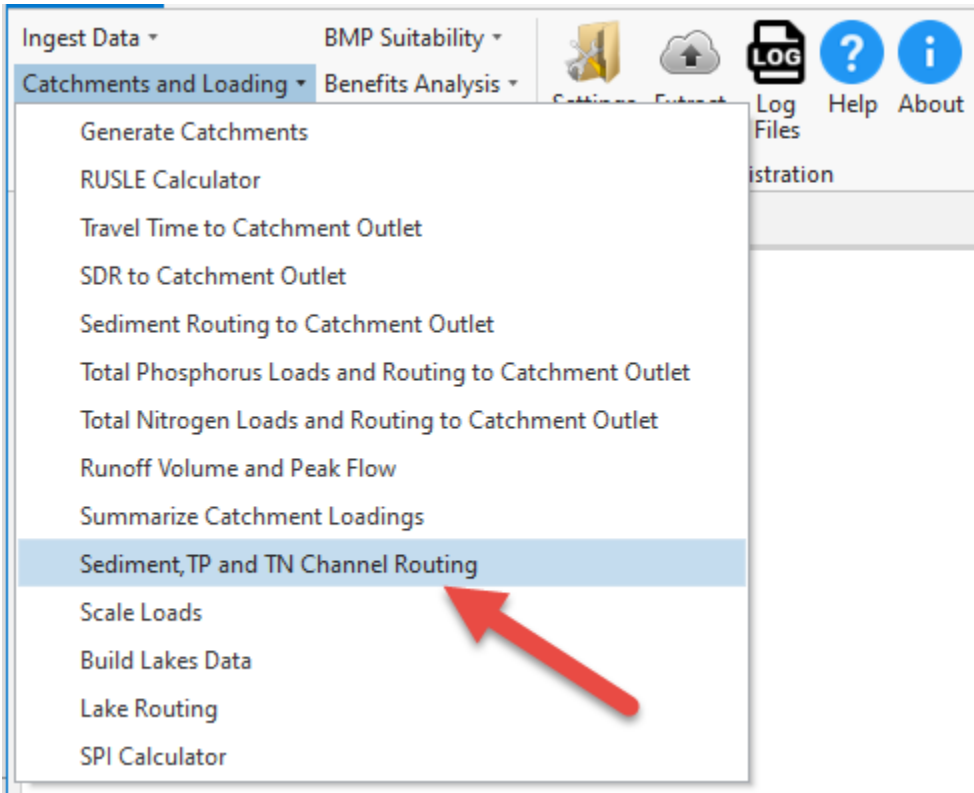 Ingest Data
BMP Suitability
Catchments and Loading
Benefits Analysis
LOG
?
i
Log
Files
Help
About
istration
Generate Catchments
RUSLE Calculator
Travel Time to Catchment Outlet
SDR to Catchment Outlet
Sediment Routing to Catchment Outlet
Total Phosphorus Loads and Routing to Catchment Outlet
Total Nitrogen Loads and Routing to Catchment Outlet
Runoff Volume and Peak Flow
Summarize Catchment Loadings
Sediment,TP and TN Channel Routing
Scale Loads
Build Lakes Data
Lake Routing
SPI Calculator